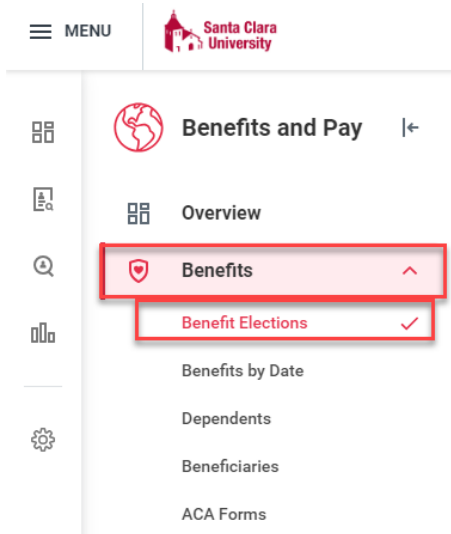 MENU
Santa Clara
University
Benefits and Pay
Overview
Benefits
Benefit Elections
Benefits by Date
Dependents
Beneficiaries
ACA Forms